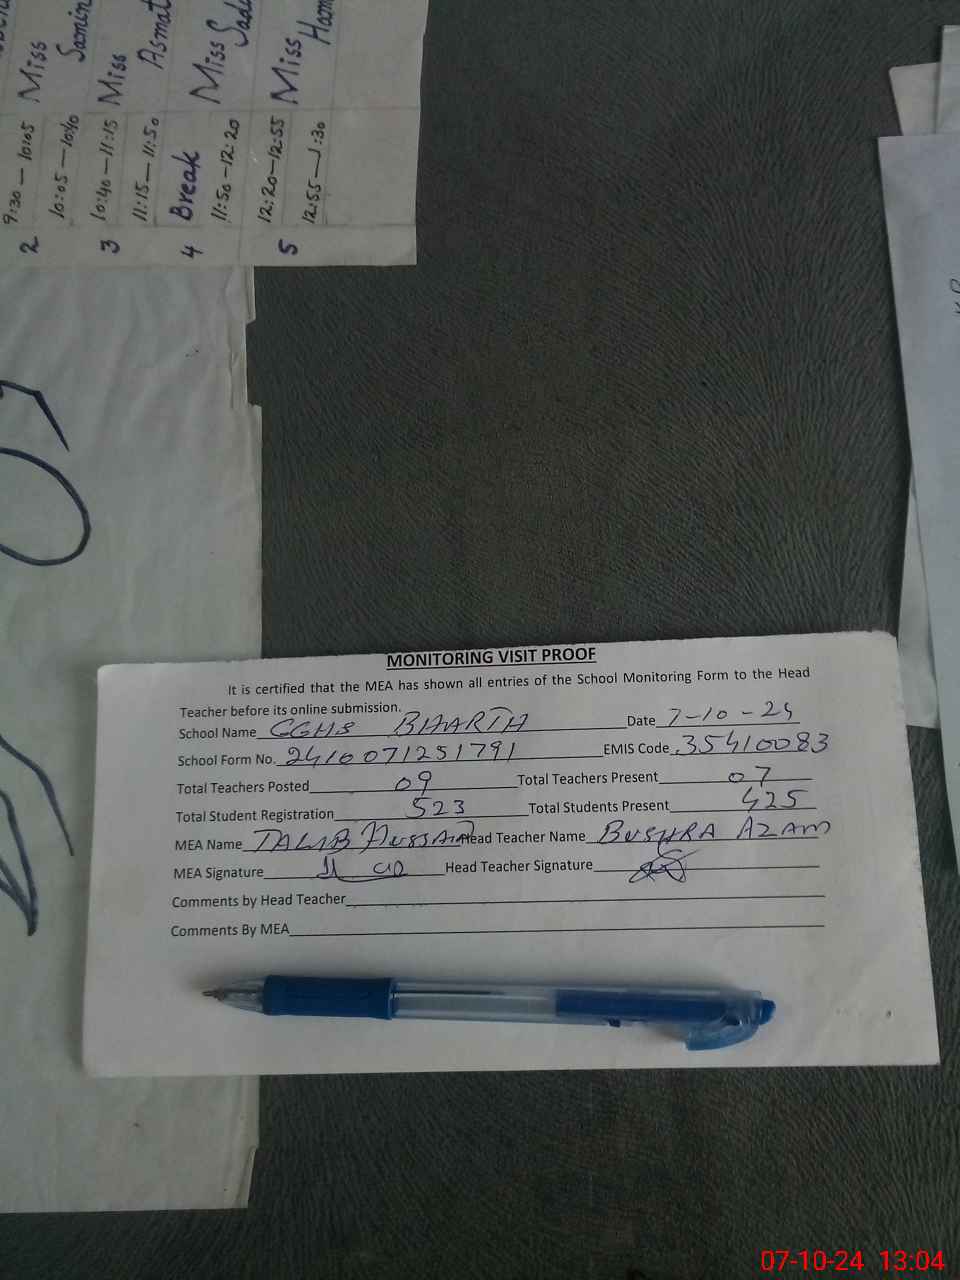 9:30 – 10:05 Miss
2
10:05 – 10:40 Samin
3 10:40 – 11:15 Miss
11:15 – 11:50 Asmat
4 Break Miss
11:50 – 12:20 Sad
12:20 – 12:55 Miss
5
12:55 – 1:30 Ham
MONITORING VISIT PROOF
It is certified that the MEA has shown all entries of the School Monitoring Form to the Head
Teacher before its online submission.
School Name GGHS BHARTH Date 7-10-24
School Form No. 2410071251791 EMIS Code 35410083
Total Teachers Posted 09 Total Teachers Present 07
Total Student Registration 523 Total Students Present 425
MEA Name TALIB HUSSAIN Head Teacher Name BUSHRA AZAM
MEA Signature Head Teacher Signature
Comments by Head Teacher
Comments By MEA
07-10-24 13:04